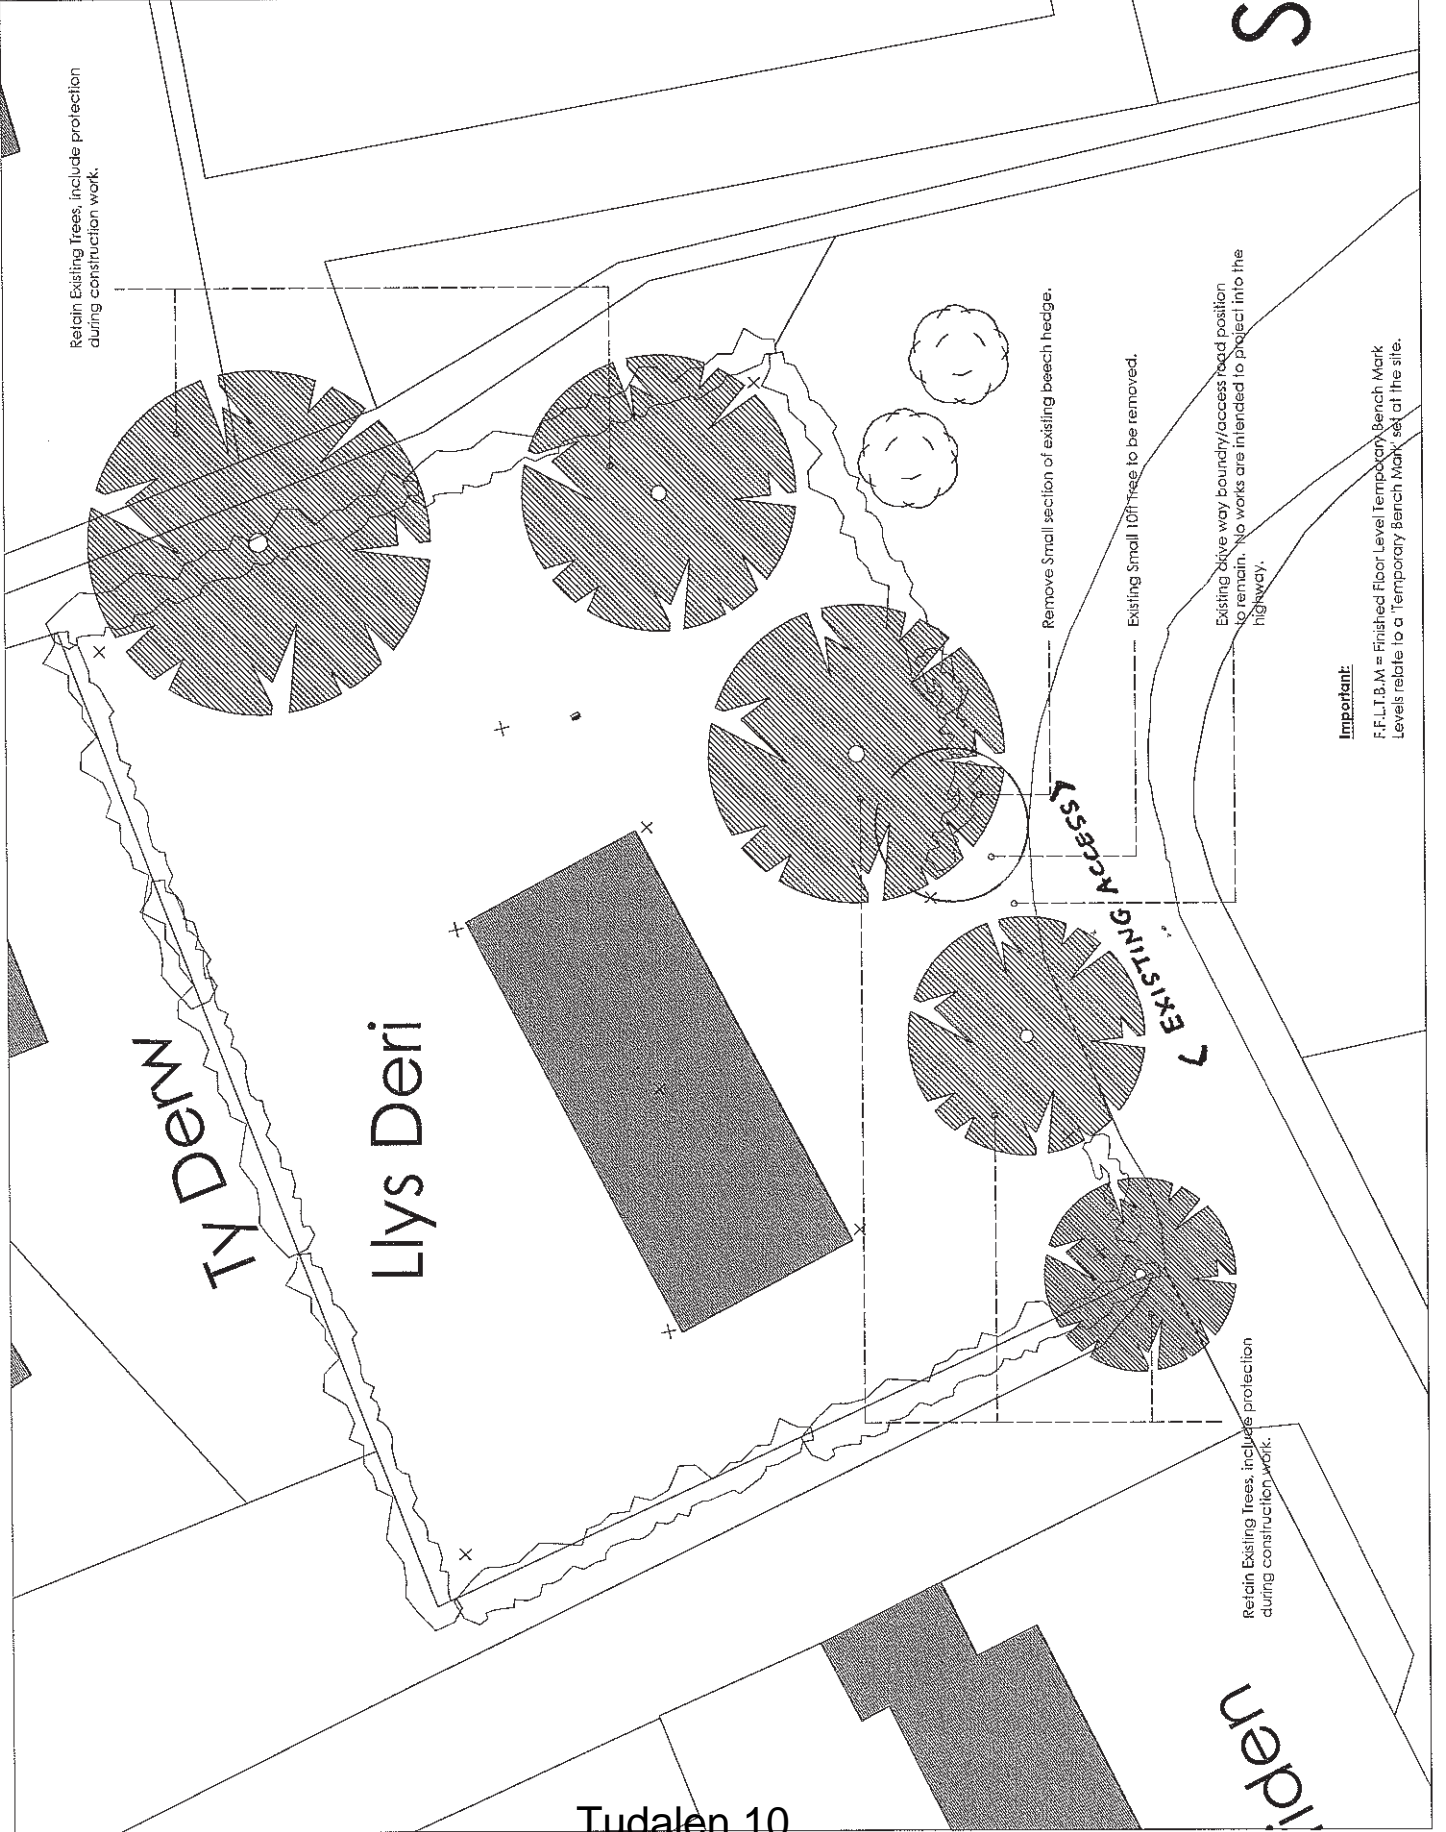 Retain Existing Trees, include protection
during construction work.
S
Ty Derw
Llys Deri
Remove Small section of existing beech hedge.
Existing Small 10ft Tree to be removed.
Existing drive way boundry/access road position
to remain. No works are intended to project into the
highway.
EXISTING ACCESS
Important:
F.F.L.T.B.M = Finished Floor Level Temporary Bench Mark
Levels relate to a 'Temporary Bench Mark' set at the site.
Retain Existing Trees, include protection
during construction work.
ilden
Tudalen 10